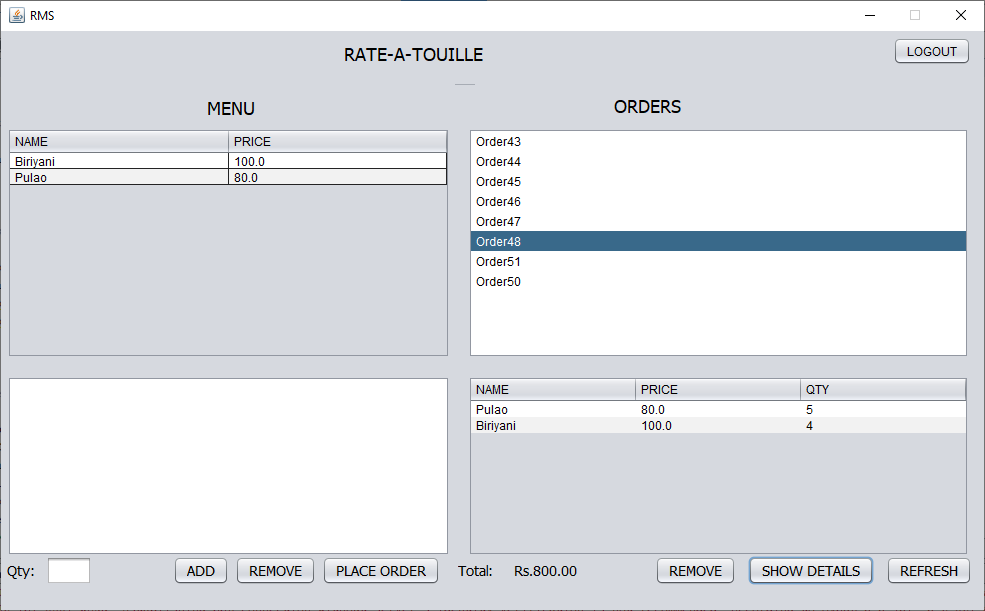 RMS
RATE-A-TOUILLE
LOGOUT
MENU
ORDERS
NAME PRICE
Biriyani 100.0
Pulao 80.0
Order43
Order44
Order45
Order46
Order47
Order48
Order51
Order50
NAME PRICE QTY
Pulao 80.0 5
Biriyani 100.0 4
Qty: ADD REMOVE PLACE ORDER
Total: Rs.800.00 REMOVE SHOW DETAILS REFRESH